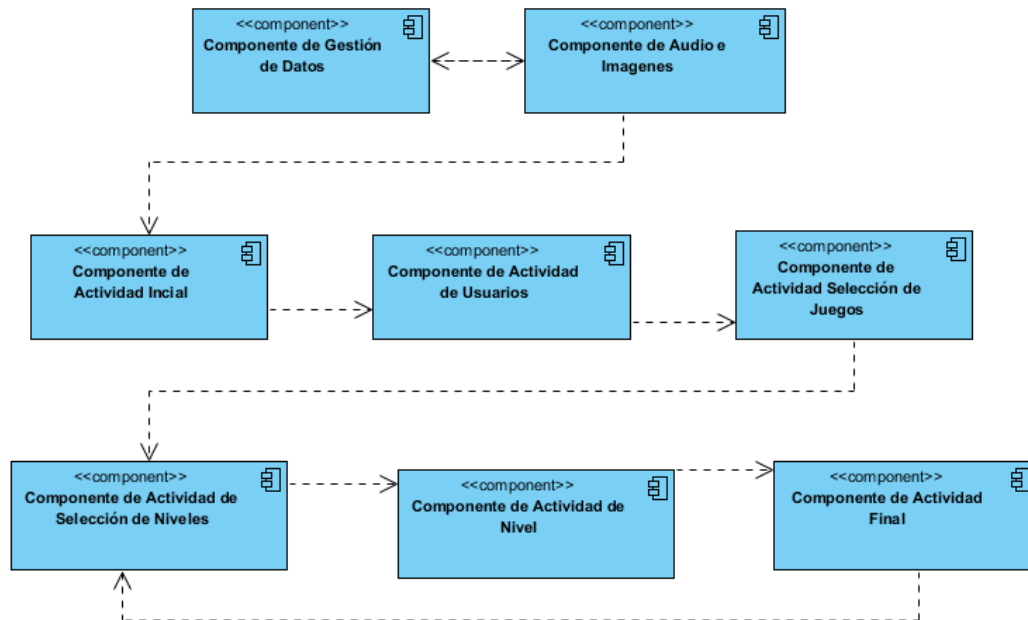 <<component>>
Componente de Gestión
de Datos
<<component>>
Componente de Audio e
Imagenes
<<component>>
Componente de
Actividad Incial
<<component>>
Componente de Actividad
de Usuarios
<<component>>
Componente de
Actividad Selección de
Juegos
<<component>>
Componente de Actividad de
Selección de Niveles
<<component>>
Componente de Actividad de
Nivel
<<component>>
Componente de Actividad
Final